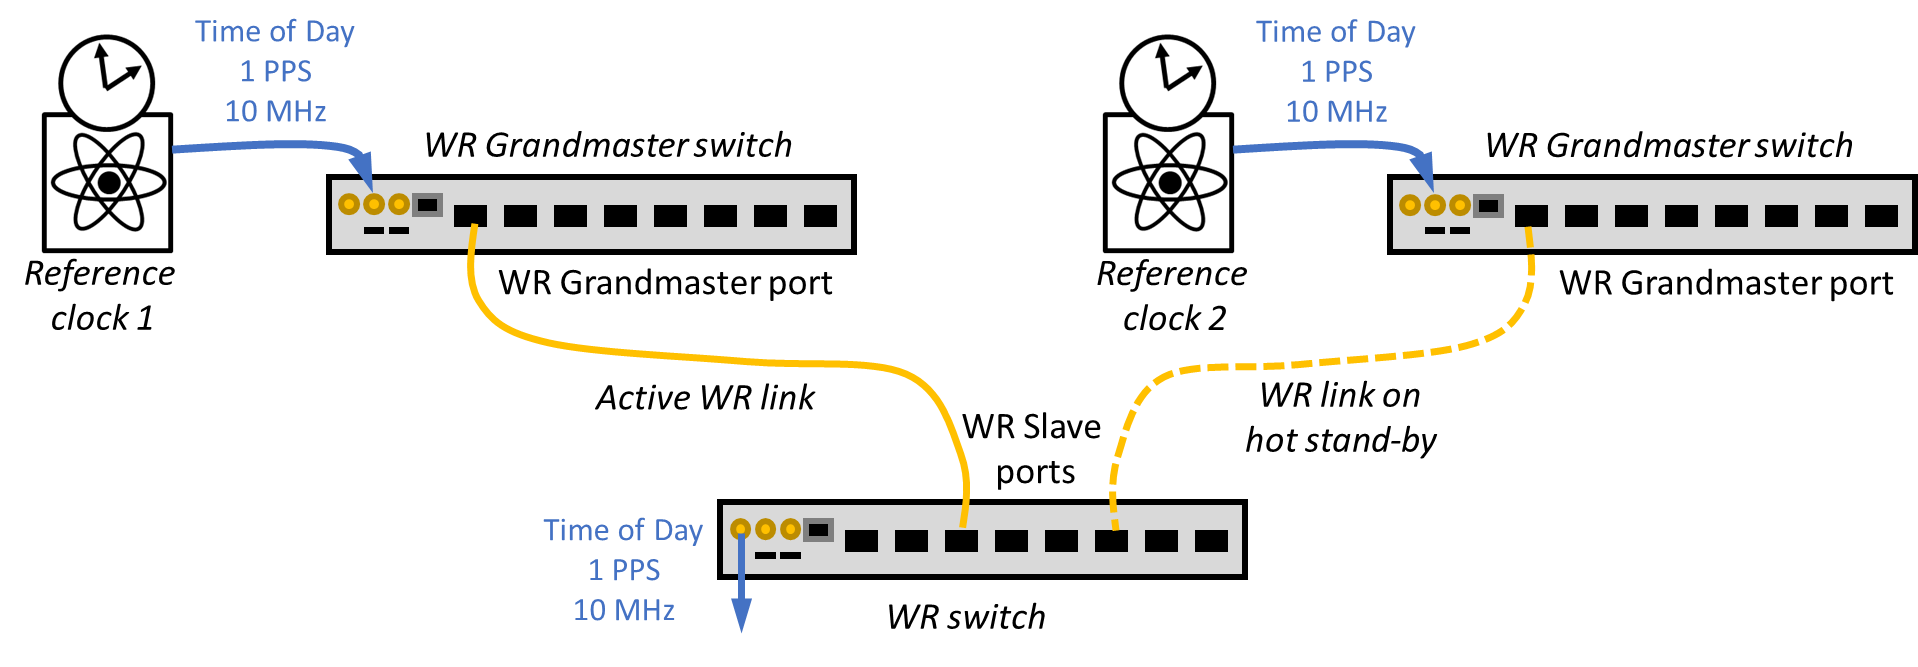 Time of Day
1 PPS
10 MHz
WR Grandmaster switch
Reference
clock 1
WR Grandmaster port
Time of Day
1 PPS
10 MHz
WR Grandmaster switch
Reference
clock 2
WR Grandmaster port
Active WR link
WR Slave
ports
WR link on
hot stand-by
Time of Day
1 PPS
10 MHz
WR switch